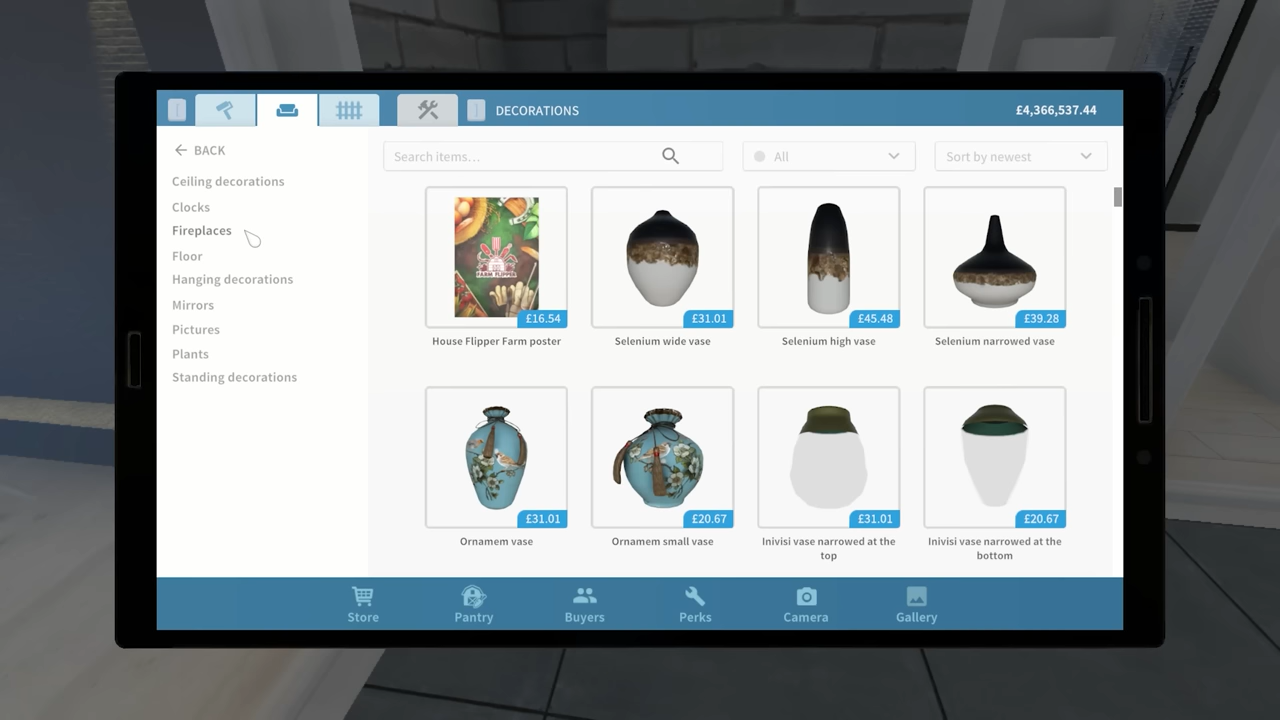 DECORATIONS
£4,366,537.44
BACK
Ceiling decorations
Clocks
Fireplaces
Floor
Hanging decorations
Mirrors
Pictures
Plants
Standing decorations
Search items...
All
Sort by newest
FARM FLIPPER
£16.54
£31.01
£45.48
£39.28
House Flipper Farm poster
Selenium wide vase
Selenium high vase
Selenium narrowed vase
£31.01
£20.67
£31.01
£20.67
Ornamem vase
Ornamem small vase
Inivisi vase narrowed at the
top
Inivisi vase narrowed at the
bottom
Store
Pantry
Buyers
Perks
Camera
Gallery